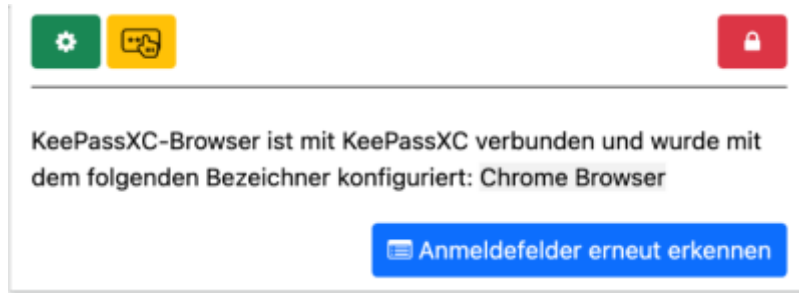 KeePassXC-Browser ist mit KeePassXC verbunden und wurde mit
dem folgenden Bezeichner konfiguriert: Chrome Browser
Anmeldefelder erneut erkennen